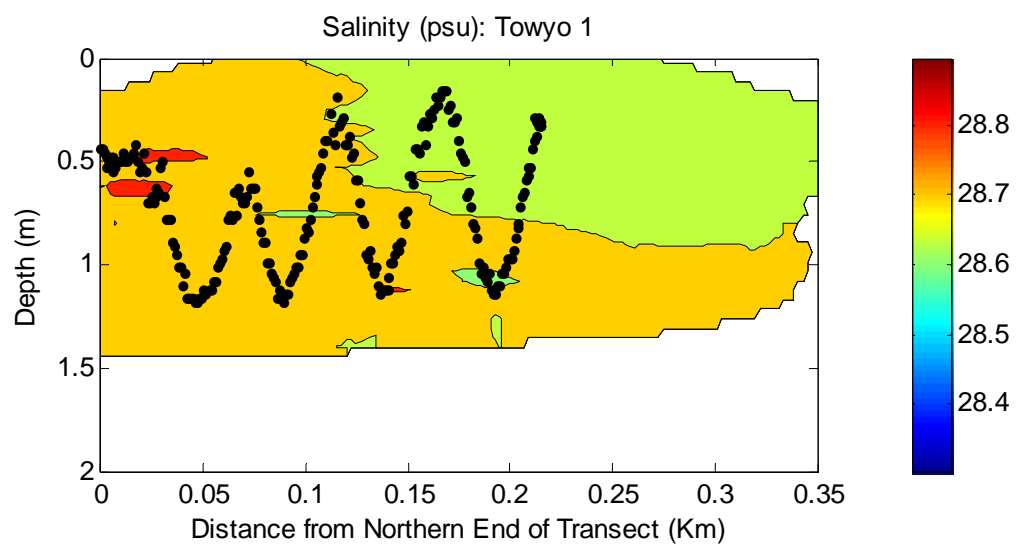 Salinity (psu): Towyo 1
Depth (m)
0
0.5
1
1.5
2
0 0.05 0.1 0.15 0.2 0.25 0.3 0.35
Distance from Northern End of Transect (Km)
28.8
28.7
28.6
28.5
28.4